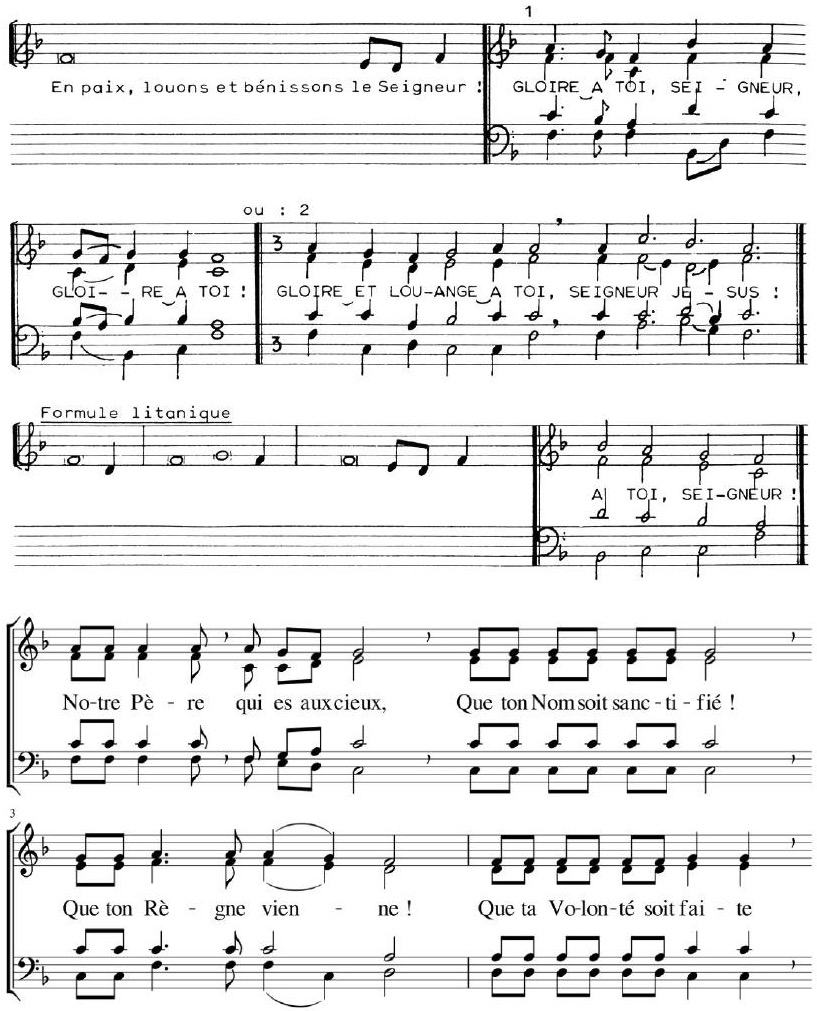 1
En paix, louons et bénissons le Seigneur ! GLOIRE A TOI, SEI - GNEUR,
ou : 2
3
GLOI - - RE A TOI ! GLOIRE ET LOU-ANGE A TOI, SEIGNEUR JÉ - SUS !
3
Formule litanique
A TOI, SEI-GNEUR !
No-tre Pè - re qui es aux cieux, Que ton Nom soit sanc - ti - fié !
3
Que ton Rè - gne vien - ne ! Que ta Vo-lon-té soit fai - te